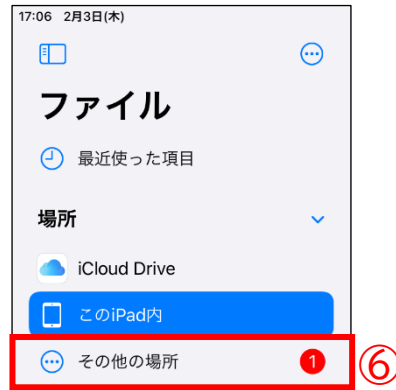 17:06 2月3日(木)
ファイル
最近使った項目
場所
iCloud Drive
このiPad内
その他の場所 1
⑥